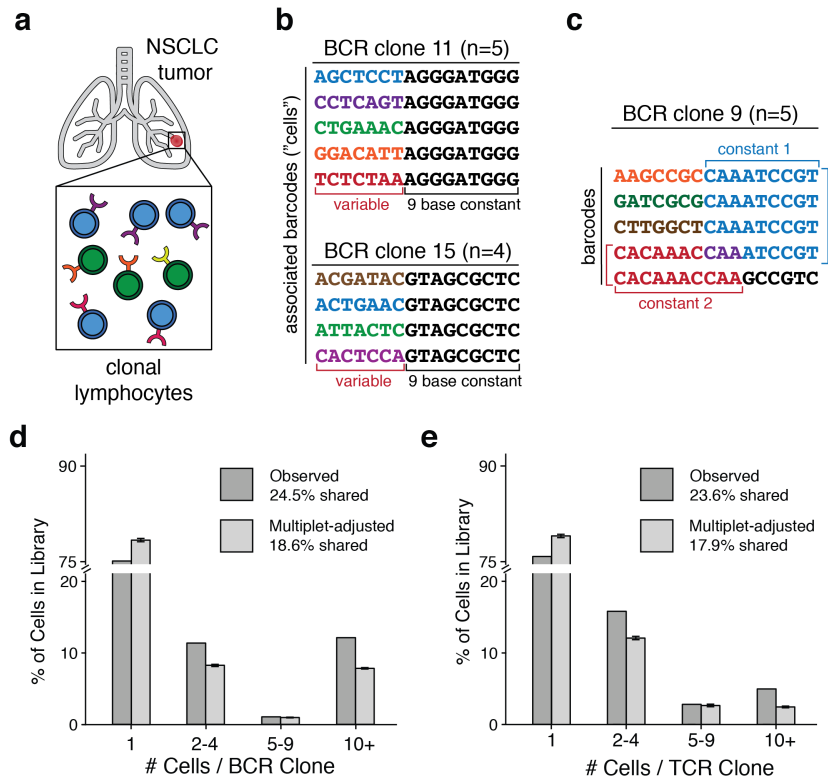 a
NSCLC
tumor
clonal
lymphocytes
b
BCR clone 11 (n=5)
associated barcodes ("cells")
AGCTCCTAGGGATGGG
CCTCAGTAGGGATGGG
CTGAAACAGGGATGGG
GGACATTAGGGATGGG
TCTCTAAAGGGATGGG
variable
9 base constant
BCR clone 15 (n=4)
ACGATACGTAGCGCTC
ACTGAACGTAGCGCTC
ATTACTCGTAGCGCTC
CACTCCAGTAGCGCTC
variable
9 base constant
c
BCR clone 9 (n=5)
constant 1
barcodes
AAGCCGCCAAATCCGT
GATCGCGCAAATCCGT
CTTGGCTCAAATCCGT
CACAAACCAAATCCGT
CACAAACCAAGCCGTC
constant 2
d
% of Cells in Library
90
75
20
10
0
Observed
24.5% shared
Multiplet-adjusted
18.6% shared
1
2-4
5-9
10+
# Cells / BCR Clone
e
% of Cells in Library
90
75
20
10
0
Observed
23.6% shared
Multiplet-adjusted
17.9% shared
1
2-4
5-9
10+
# Cells / TCR Clone